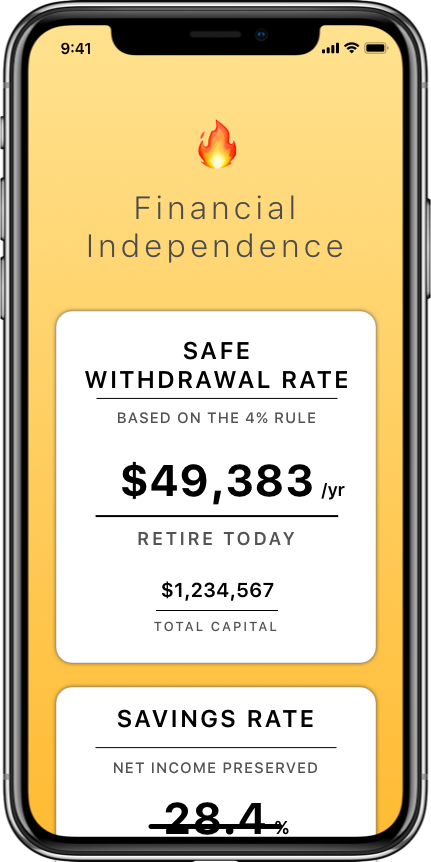 9:41
Financial
Independence
SAFE
WITHDRAWAL RATE
BASED ON THE 4% RULE
$49,383 /yr
RETIRE TODAY
$1,234,567
TOTAL CAPITAL
SAVINGS RATE
NET INCOME PRESERVED
28.4%